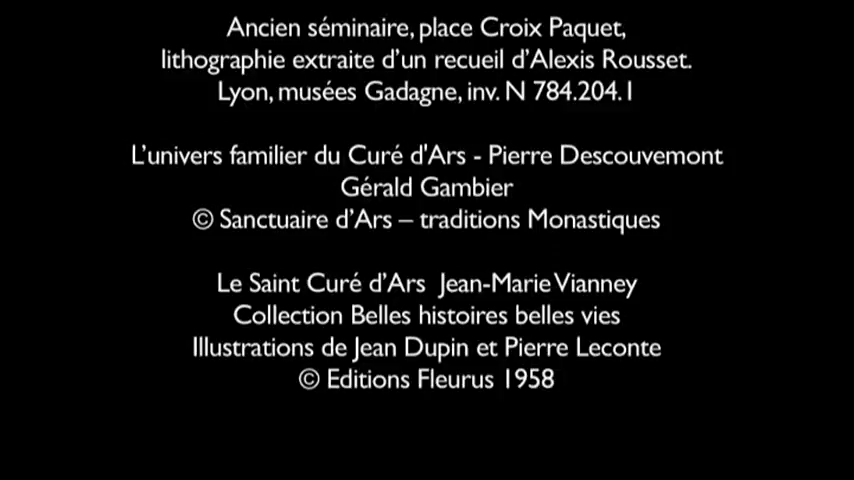 Ancien séminaire, place Croix Paquet,
lithographie extraite d’un recueil d’Alexis Rousset.
Lyon, musées Gadagne, inv. N 784.204.1
L’univers familier du Curé d'Ars - Pierre Descouvemont
Gérald Gambier
© Sanctuaire d’Ars – traditions Monastiques
Le Saint Curé d’Ars Jean-Marie Vianney
Collection Belles histoires belles vies
Illustrations de Jean Dupin et Pierre Leconte
© Editions Fleurus 1958